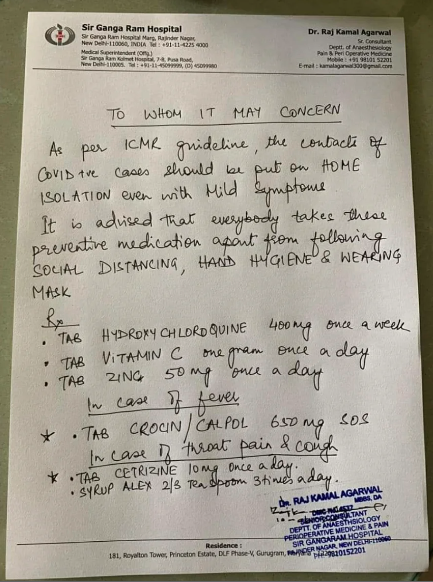 Sir Ganga Ram Hospital
Sir Ganga Ram Hospital Marg, Rajinder Nagar,
New Delhi-110060, INDIA Tel : +91-11-4225 4000
Medical Superintendent (Offg.)
Sir Ganga Ram Kolmet Hospital, 7-B, Pusa Road,
New Delhi-110005. Tel : +91-11-45099999, (O) 45099980
Dr. Raj Kamal Agarwal
Sr. Consultant
Deptt. of Anaesthesiology
Pain & Peri Operative Medicine
Mobile : +91 98101 52201
E-mail : kamalagarwal300@gmail.com
TO WHOM IT MAY CONCERN
As per ICMR guideline, the contacts of
COVID +ve cases should be put on HOME
ISOLATION even with Mild Symptoms
It is advised that everybody takes these
preventive medication apart from following
SOCIAL DISTANCING, HAND HYGIENE & WEARING
MASK
Rx
• TAB HYDROXYCHLOROQUINE 400mg once a week
• TAB VITAMIN C one gram once a day
• TAB ZINC 50 mg once a day
In case of fever
* • TAB CROCIN/CALPOL 650 mg SOS
In case of throat pain & cough
* • TAB CETRIZINE 10mg once a day.
• SYRUP ALEX 2/3 Tea spoon 3 times a day.
Dr. RAJ KAMAL AGARWAL
MBBS, DA
SENIOR CONSULTANT
DEPTT. OF ANAESTHSIOLOGY
PERIOPERATIVE MEDICINE & PAIN
SIR GANGARAM HOSPITAL
RAJINDER NAGAR, NEW DELHI-110060
9810152201
Residence :
181, Royalton Tower, Princeton Estate, DLF Phase-V, Gurugram,